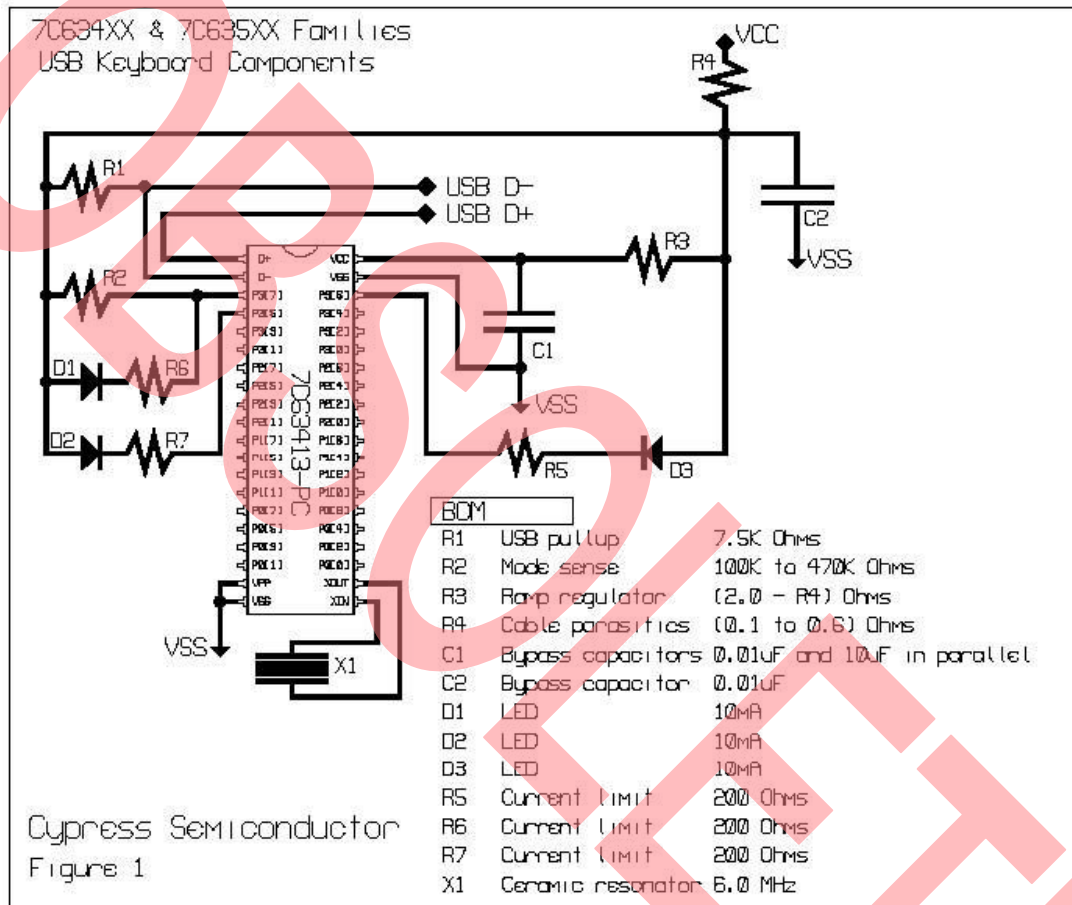 7C634XX & 7C635XX Families
USB Keyboard Components
VCC
R4
R1
USB D-
USB D+
C2
VSS
R3
R2
D+
VCC
D-
VSS
P3[7]
C1
VSS
D1
R6
D2
R7
R5
D3
7C63413-PC
VPP
XOUT
VSS
XIN
VSS
X1
BOM
R1 USB pullup 7.5K Ohms
R2 Mode sense 100K to 470K Ohms
R3 Ramp regulator (2.0 - R4) Ohms
R4 Cable parasitics (0.1 to 0.6) Ohms
C1 Bypass capacitors 0.01uF and 10uF in parallel
C2 Bypass capacitor 0.01uF
D1 LED 10mA
D2 LED 10mA
D3 LED 10mA
R5 Current limit 200 Ohms
R6 Current limit 200 Ohms
R7 Current limit 200 Ohms
X1 Ceramic resonator 6.0 MHz
Cypress Semiconductor
Figure 1
OBSOLETE